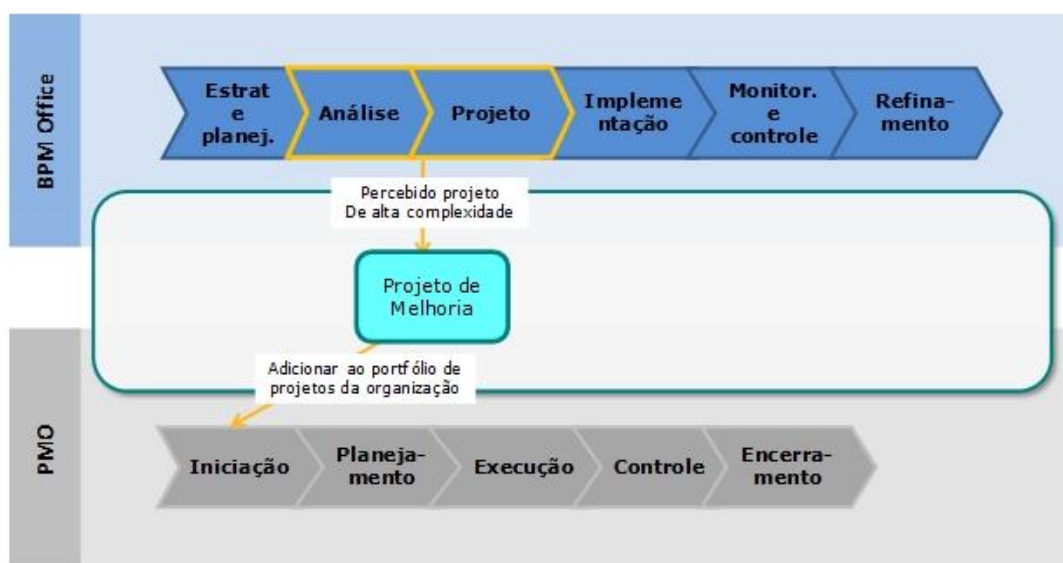 BPM Office
Estrat
e
planej.
Análise
Projeto
Impleme
ntação
Monitor.
e
controle
Refina-
mento
Percebido projeto
De alta complexidade
Projeto de
Melhoria
Adicionar ao portfólio de
projetos da organização
PMO
Iniciação
Planeja-
mento
Execução
Controle
Encerra-
mento